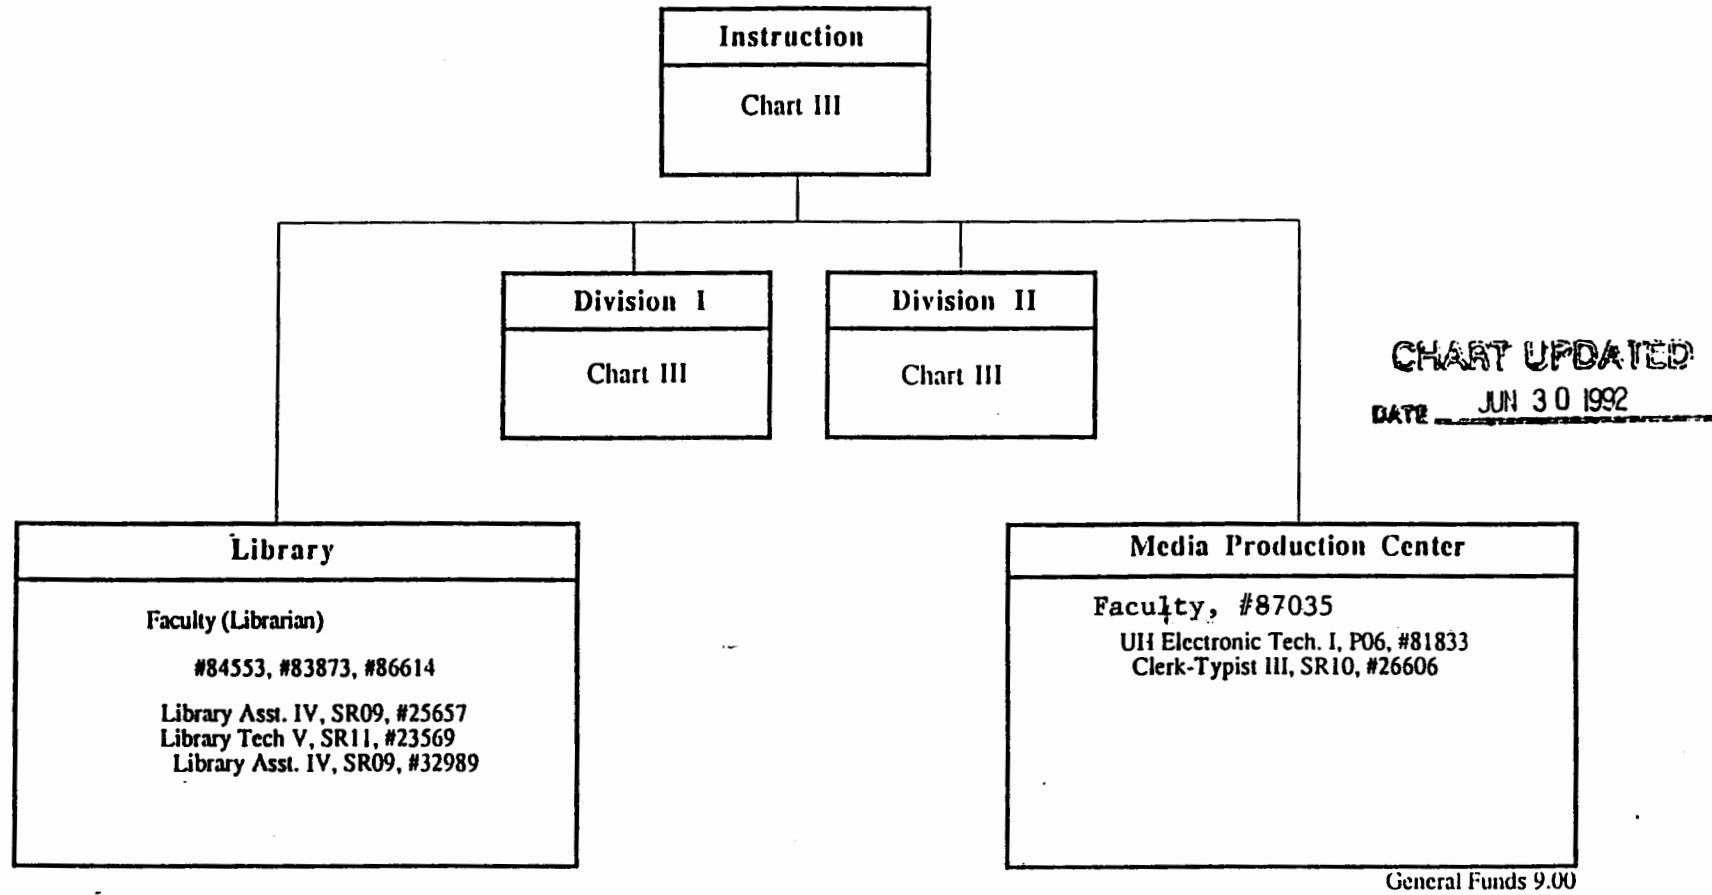 Instruction
Chart III
Division I
Chart III
Division II
Chart III
CHART UPDATED
DATE JUN 30 1992
Library
Faculty (Librarian)
#84553, #83873, #86614
Library Asst. IV, SR09, #25657
Library Tech V, SR11, #23569
Library Asst. IV, SR09, #32989
Media Production Center
Faculty, #87035
UH Electronic Tech. I, P06, #81833
Clerk-Typist III, SR10, #26606
General Funds 9.00